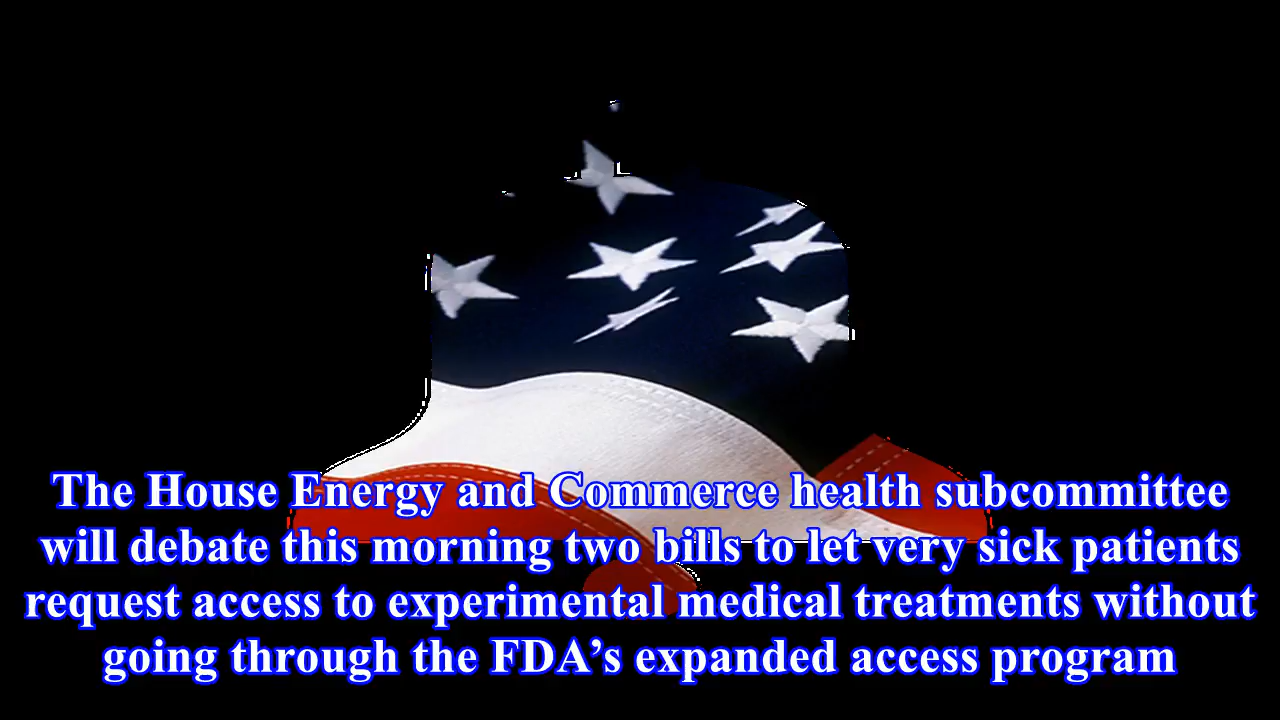 The House Energy and Commerce health subcommittee
will debate this morning two bills to let very sick patients
request access to experimental medical treatments without
going through the FDA’s expanded access program